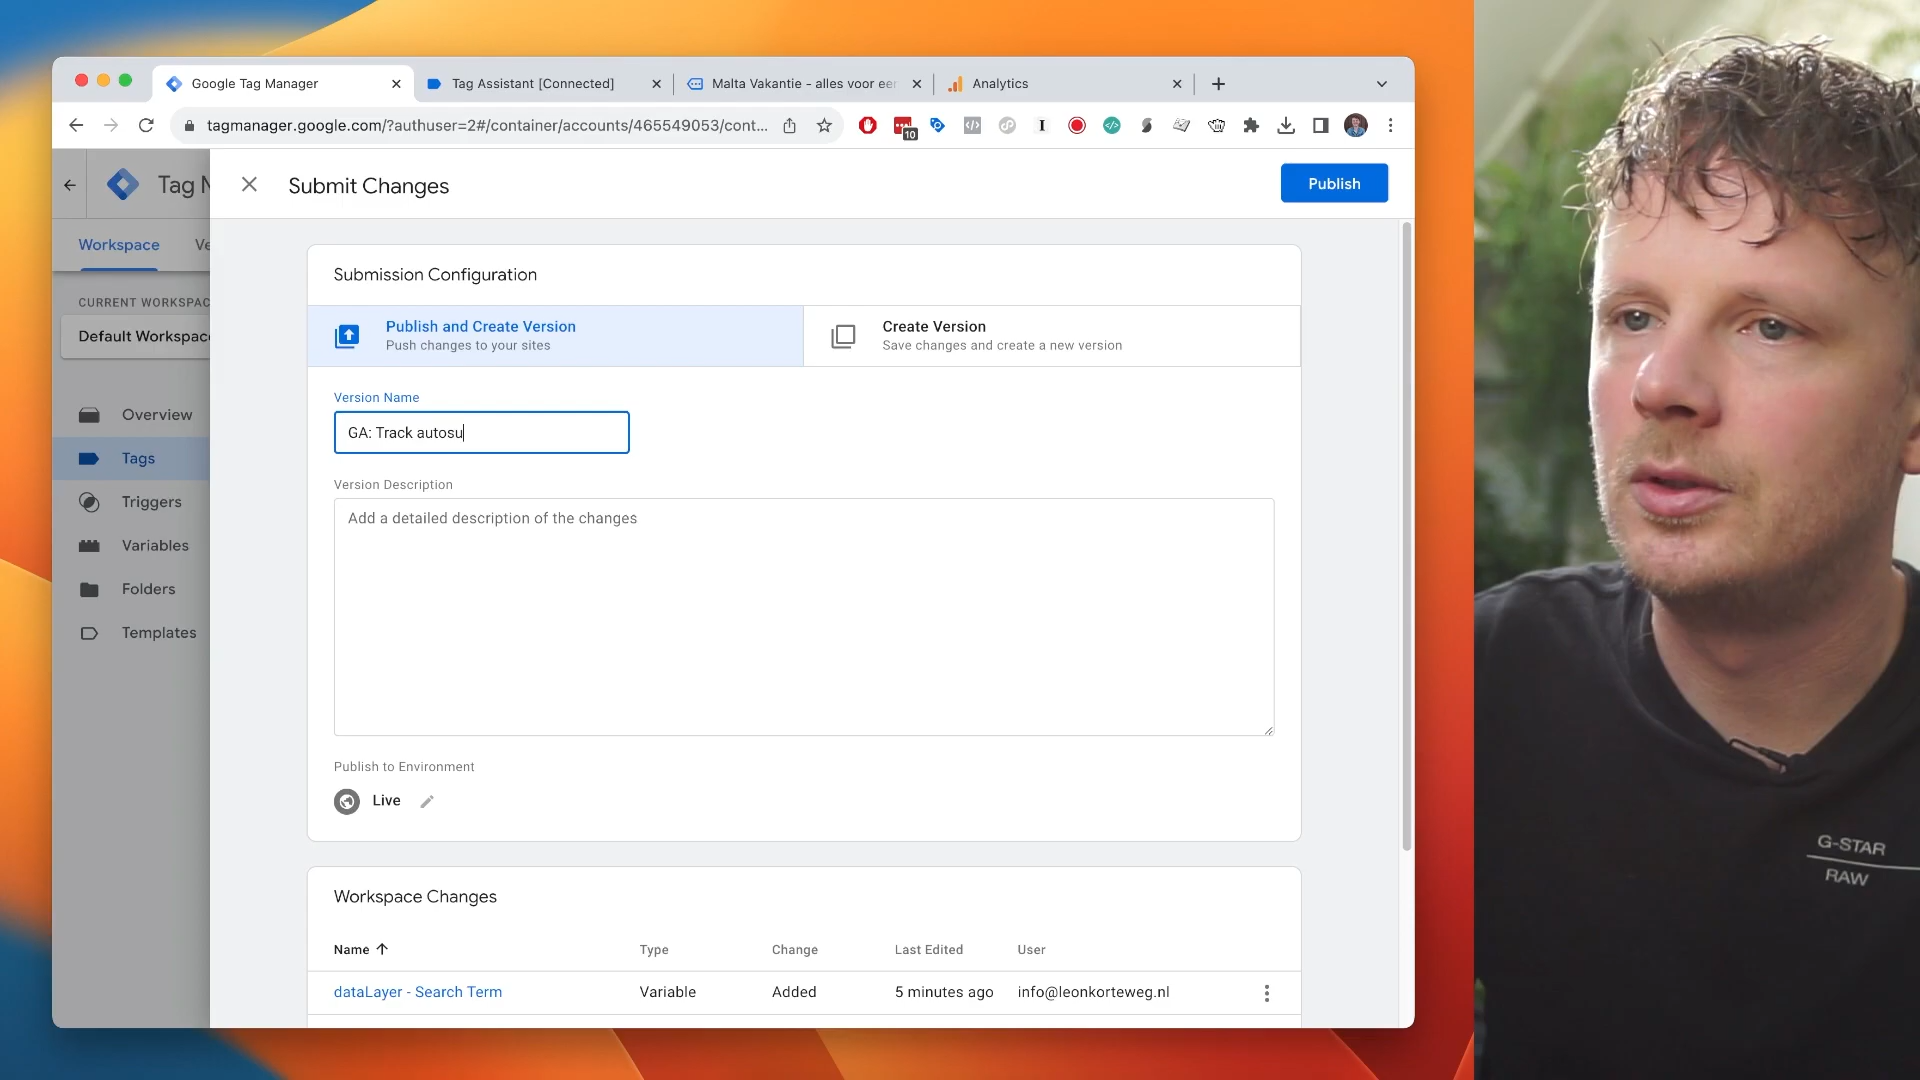 Google Tag Manager
Tag Assistant [Connected]
Malta Vakantie - alles voor een
Analytics
tagmanager.google.com/?authuser=2#/container/accounts/465549053/cont...
10
Tag M
Submit Changes
Publish
Workspace
Ve
Submission Configuration
CURRENT WORKSPAC
Default Workspace
Publish and Create Version
Push changes to your sites
Create Version
Save changes and create a new version
Overview
Tags
Triggers
Variables
Folders
Templates
Version Name
GA: Track autosu
Version Description
Add a detailed description of the changes
Publish to Environment
Live
Workspace Changes
Name
Type
Change
Last Edited
User
dataLayer - Search Term
Variable
Added
5 minutes ago
info@leonkorteweg.nl
G-STAR
RAW